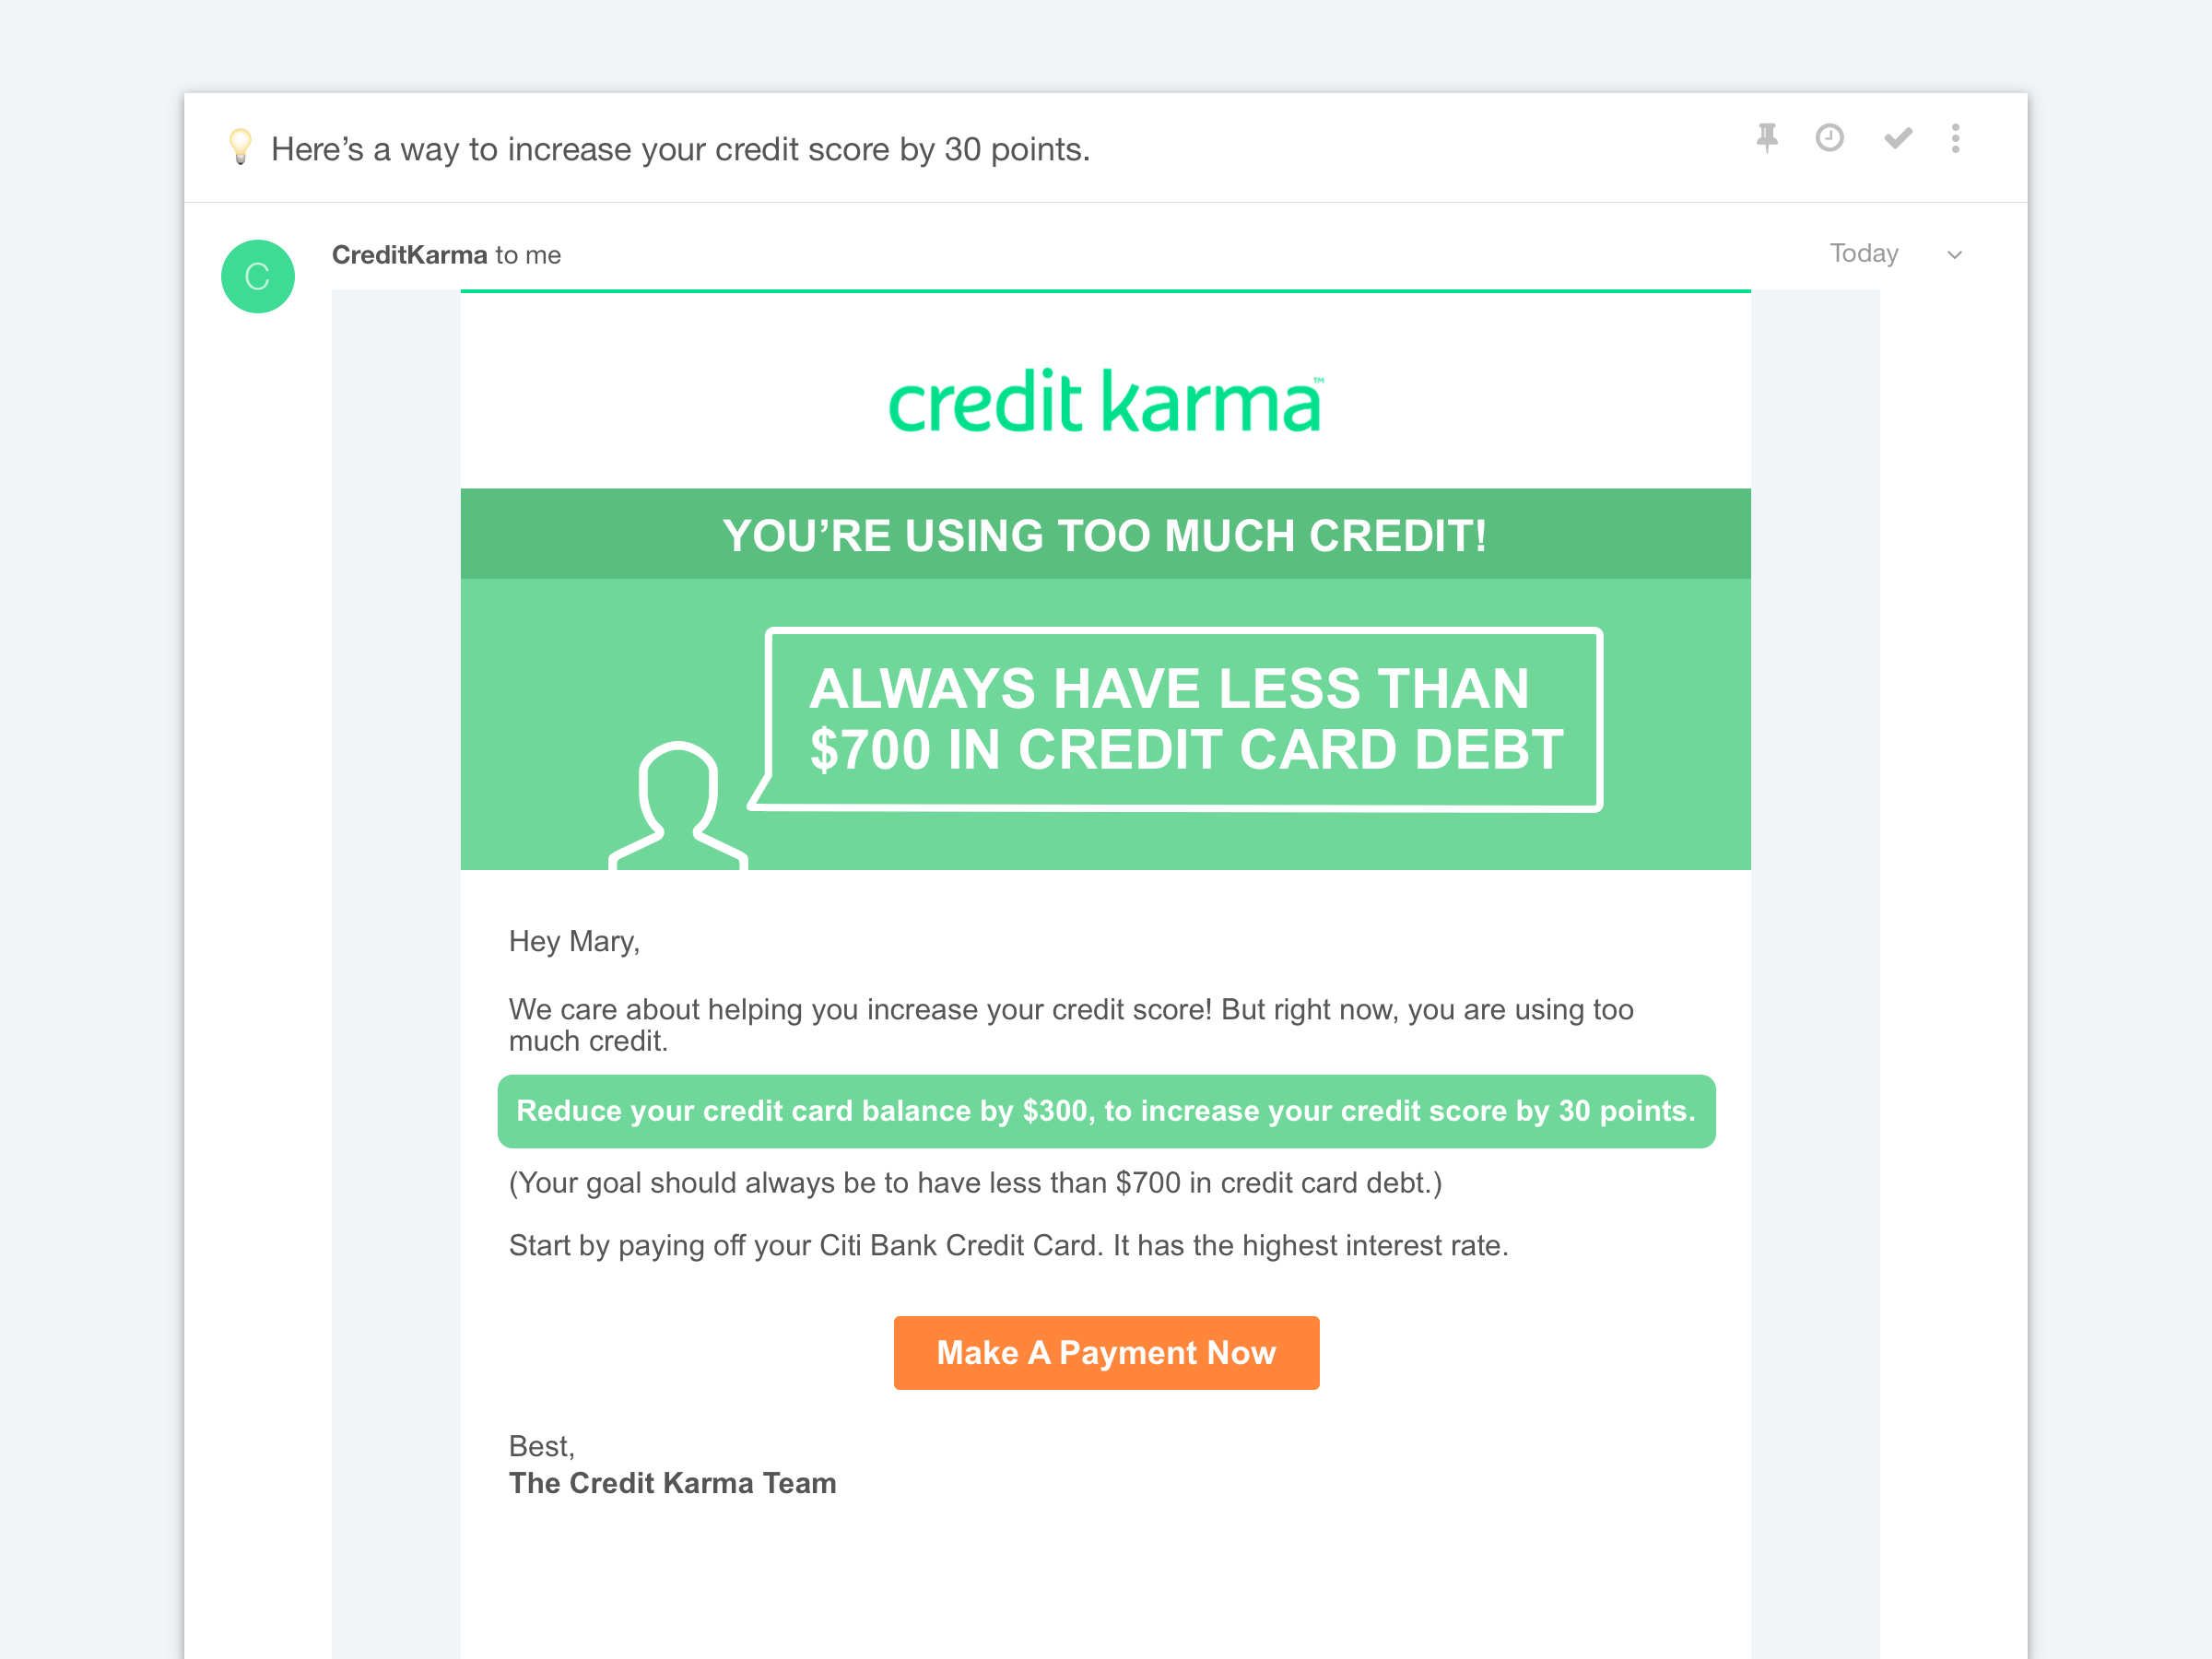 Here’s a way to increase your credit score by 30 points.
CreditKarma to me
Today
C
credit karma™
YOU’RE USING TOO MUCH CREDIT!
ALWAYS HAVE LESS THAN
$700 IN CREDIT CARD DEBT
Hey Mary,
We care about helping you increase your credit score! But right now, you are using too
much credit.
Reduce your credit card balance by $300, to increase your credit score by 30 points.
(Your goal should always be to have less than $700 in credit card debt.)
Start by paying off your Citi Bank Credit Card. It has the highest interest rate.
Make A Payment Now
Best,
The Credit Karma Team